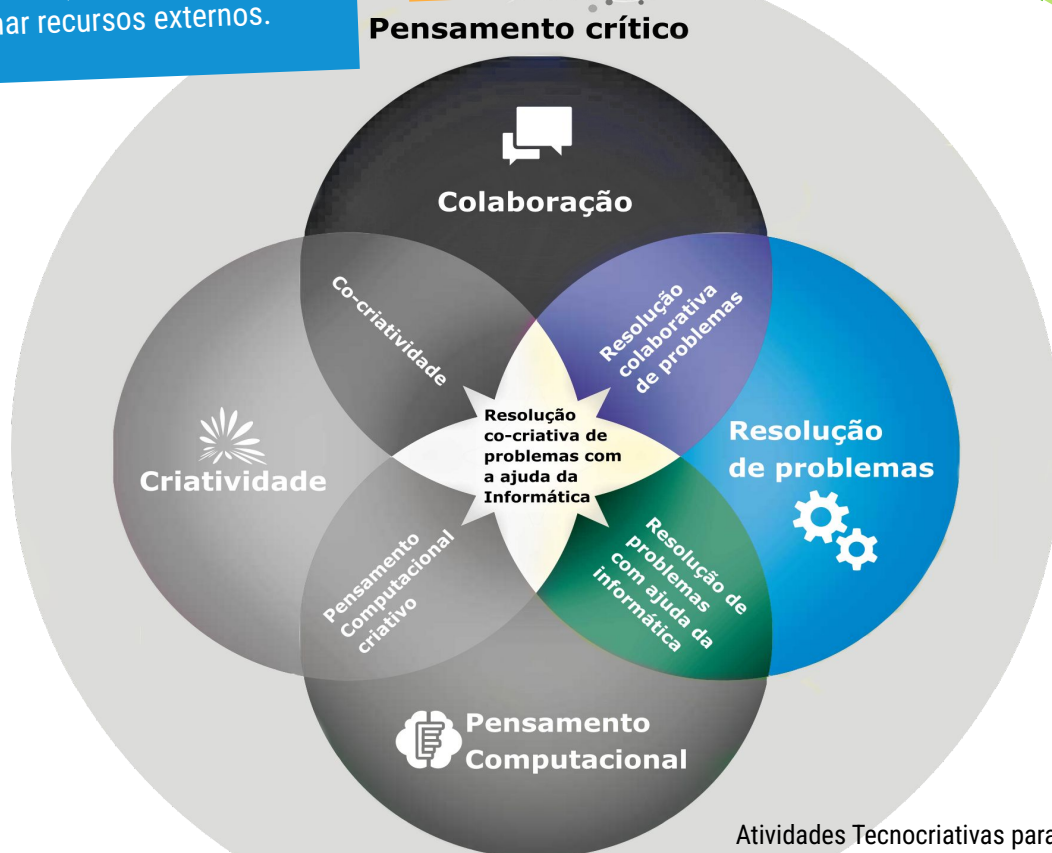 recursos externos.
Pensamento crítico
Colaboração
Co-criatividade
Resolução
colaborativa
de problemas
Criatividade
Resolução
co-criativa de
problemas com
a ajuda da
Informática
Resolução
de problemas
Pensamento
Computacional
criativo
Resolução de
problemas
com ajuda da
informática
Pensamento
Computacional
Atividades Tecnocriativas para